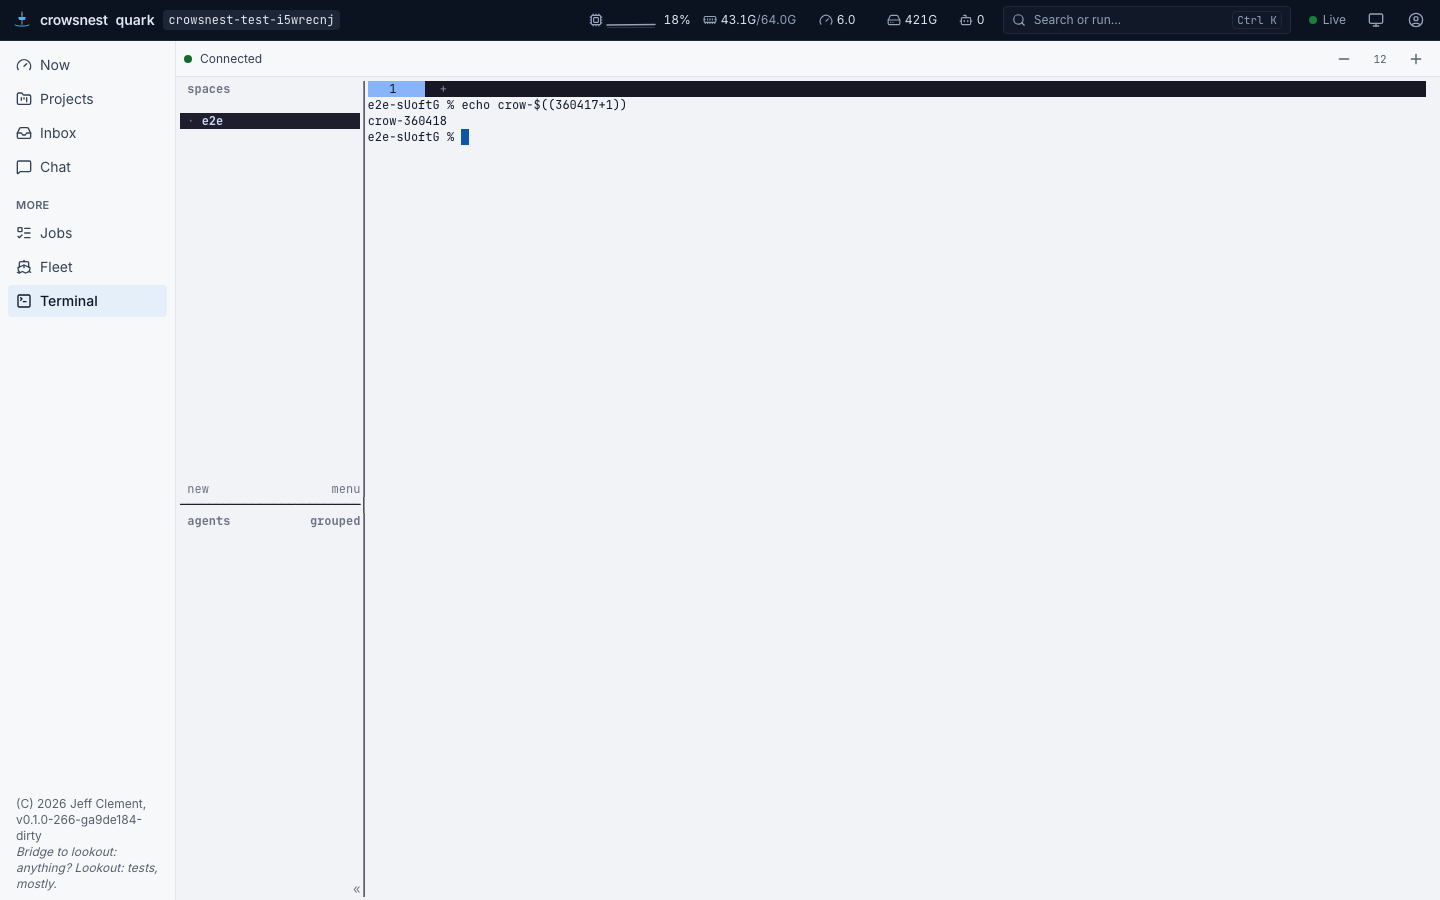 crowsnest quark crowsnest-test-i5wrecnj 18% 43.1G/64.0G 6.0 421G 0 Search or run... Ctrl K Live
Now
Projects
Inbox
Chat
MORE
Jobs
Fleet
Terminal
(C) 2026 Jeff Clement,
v0.1.0-266-ga9de184-
dirty
Bridge to lookout:
anything? Lookout: tests,
mostly.
Connected
12
spaces
· e2e
new menu
agents grouped
«
1 +
e2e-sUoftG % echo crow-$((360417+1))
crow-360418
e2e-sUoftG %